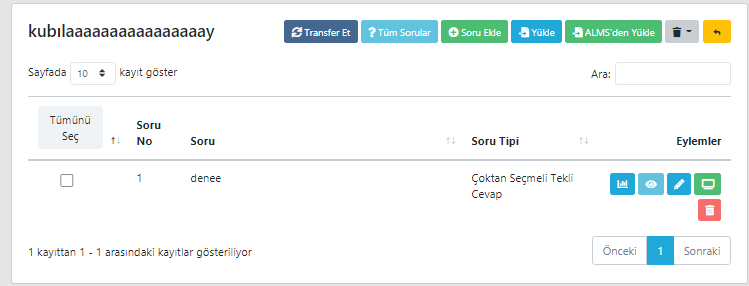 kubılaaaaaaaaaaaaaaaaay
Transfer Et
Tüm Sorular
Soru Ekle
Yükle
ALMS'den Yükle
Sayfada 10 kayıt göster
Ara:
Tümünü Seç
Soru No
Soru
Soru Tipi
Eylemler
1
denee
Çoktan Seçmeli Tekli
Cevap
1 kayıttan 1 - 1 arasındaki kayıtlar gösteriliyor
Önceki
1
Sonraki